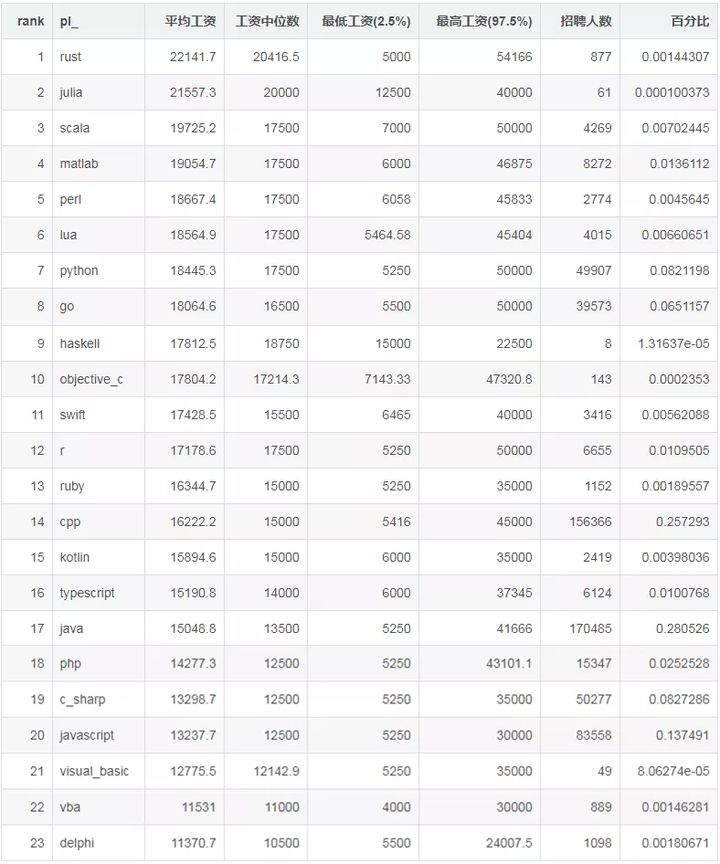 rank pl_ 平均工资 工资中位数 最低工资(2.5%) 最高工资(97.5%) 招聘人数 百分比
1 rust 22141.7 20416.5 5000 54166 877 0.00144307
2 julia 21557.3 20000 12500 40000 61 0.000100373
3 scala 19725.2 17500 7000 50000 4269 0.00702445
4 matlab 19054.7 17500 6000 46875 8272 0.0136112
5 perl 18667.4 17500 6058 45833 2774 0.0045645
6 lua 18564.9 17500 5464.58 45404 4015 0.00660651
7 python 18445.3 17500 5250 50000 49907 0.0821198
8 go 18064.6 16500 5500 50000 39573 0.0651157
9 haskell 17812.5 18750 15000 22500 8 1.31637e-05
10 objective_c 17804.2 17214.3 7143.33 47320.8 143 0.0002353
11 swift 17428.5 15500 6465 40000 3416 0.00562088
12 r 17178.6 17500 5250 50000 6655 0.0109505
13 ruby 16344.7 15000 5250 35000 1152 0.00189557
14 cpp 16222.2 15000 5416 45000 156366 0.257293
15 kotlin 15894.6 15000 6000 35000 2419 0.00398036
16 typescript 15190.8 14000 6000 37345 6124 0.0100768
17 java 15048.8 13500 5250 41666 170485 0.280526
18 php 14277.3 12500 5250 43101.1 15347 0.0252528
19 c_sharp 13298.7 12500 5250 35000 50277 0.0827286
20 javascript 13237.7 12500 5250 30000 83558 0.137491
21 visual_basic 12775.5 12142.9 5250 35000 49 8.06274e-05
22 vba 11531 11000 4000 30000 889 0.00146281
23 delphi 11370.7 10500 5500 24007.5 1098 0.00180671